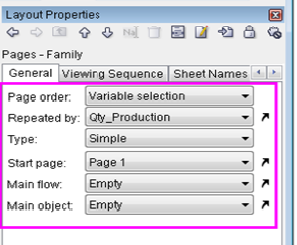 Layout Properties
Pages - Family
General Viewing Sequence Sheet Names
Page order: Variable selection
Repeated by: Qty_Production
Type: Simple
Start page: Page 1
Main flow: Empty
Main object: Empty